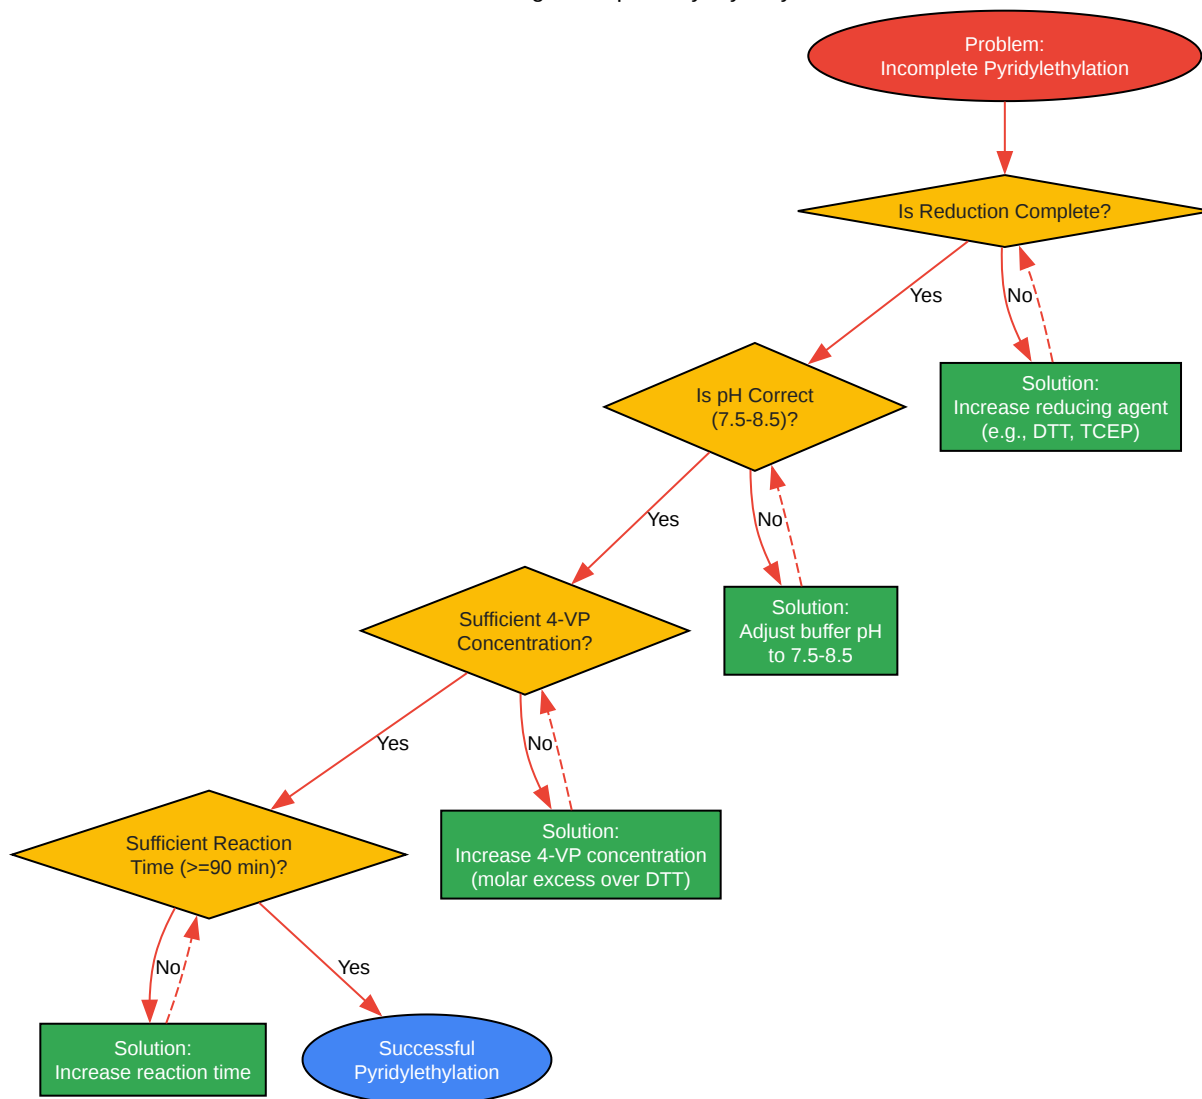 Problem:
Incomplete Pyridylethylation
Is Reduction Complete?
Yes
No
Is pH Correct
(7.5-8.5)?
Solution:
Increase reducing agent
(e.g., DTT, TCEP)
Yes
No
Sufficient 4-VP
Concentration?
Solution:
Adjust buffer pH
to 7.5-8.5
Yes
No
Sufficient Reaction
Time (>=90 min)?
Solution:
Increase 4-VP concentration
(molar excess over DTT)
No
Yes
Solution:
Increase reaction time
Successful
Pyridylethylation